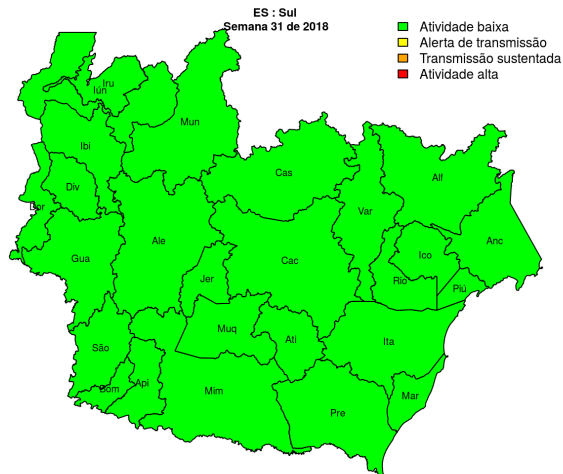 ES : Sul
Semana 31 de 2018
Atividade baixa
Alerta de transmissão
Transmissão sustentada
Atividade alta
Iru
Iún
Mun
Ibi
Cas
Alf
Div
Dor
Var
Ale
Anc
Ico
Gua
Cac
Jer
Rio
Piú
Muq
Ati
Ita
São
Api
Bom
Mim
Mar
Pre